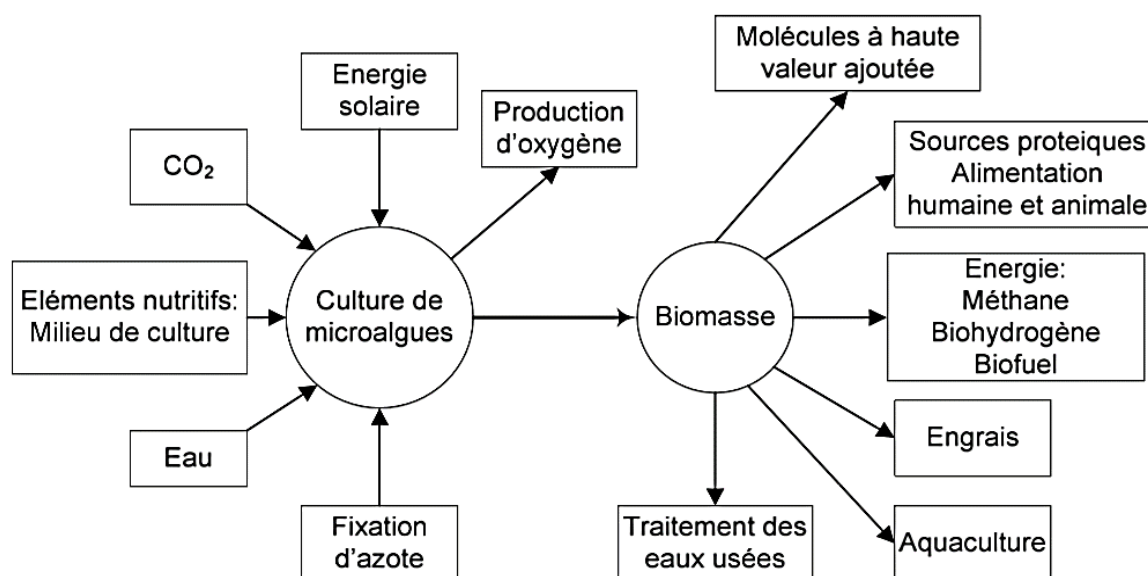 Energie
solaire
Production
d'oxygène
CO₂
Eléments nutritifs:
Milieu de culture
Culture de
microalgues
Eau
Fixation
d'azote
Biomasse
Molécules à haute
valeur ajoutée
Sources proteiques
Alimentation
humaine et animale
Energie:
Méthane
Biohydrogène
Biofuel
Engrais
Aquaculture
Traitement des
eaux usées